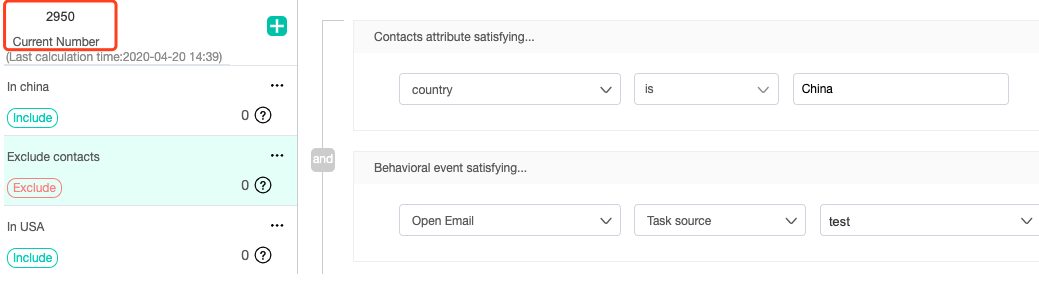 2950
Current Number
(Last calculation time:2020-04-20 14:39)
In china
Include
0 ?
Exclude contacts
Exclude
0 ?
In USA
Include
0 ?
and
Contacts attribute satisfying...
country is China
Behavioral event satisfying...
Open Email Task source test